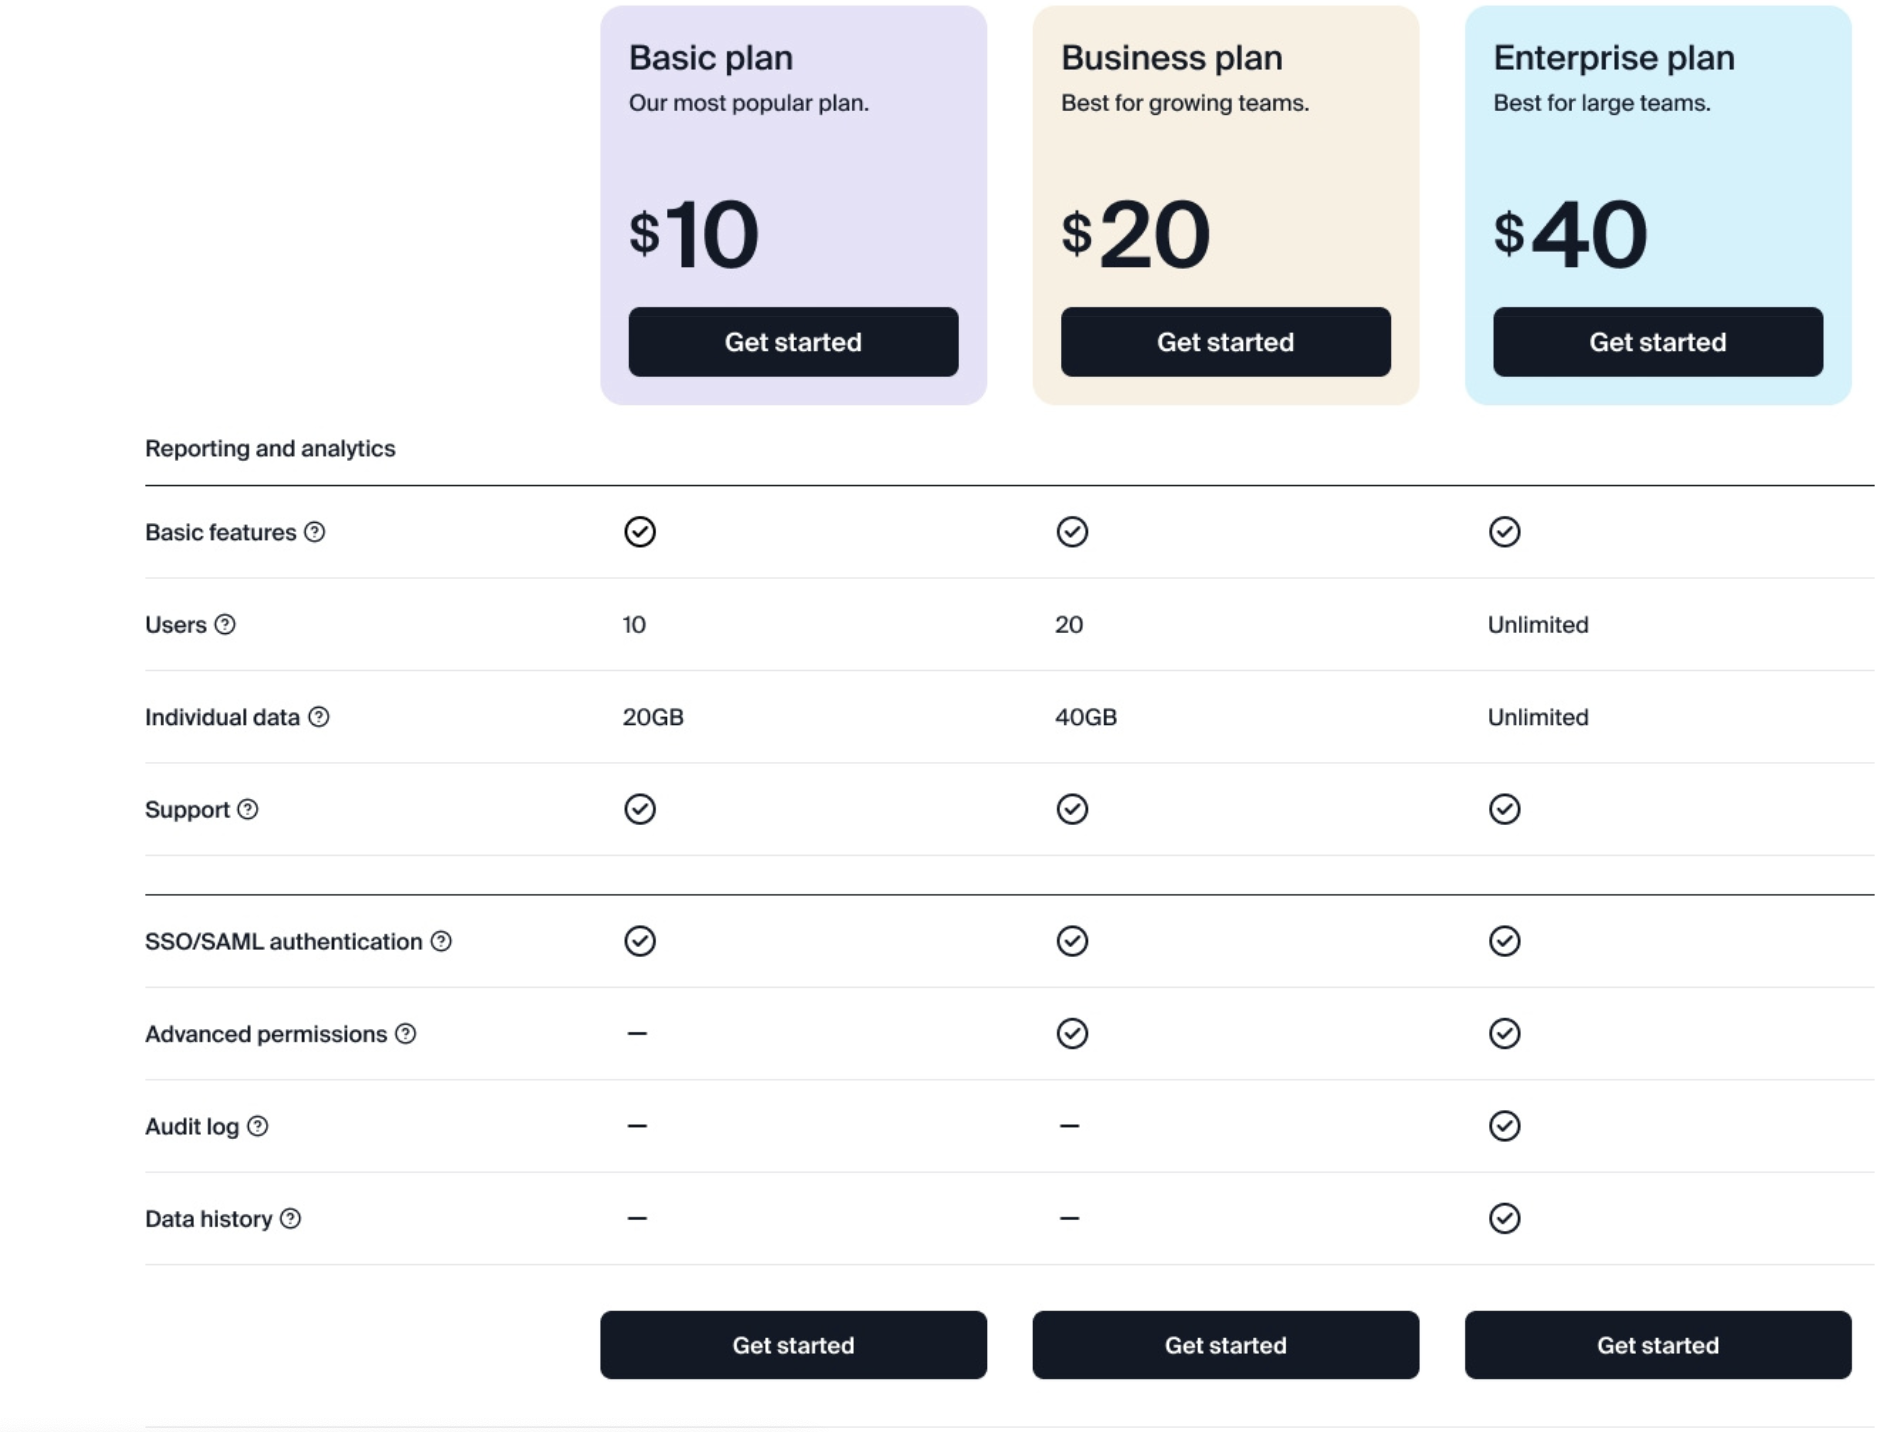 Basic plan
Our most popular plan.
$10
Get started
Business plan
Best for growing teams.
$20
Get started
Enterprise plan
Best for large teams.
$40
Get started
Reporting and analytics
Basic features
Users 10 20 Unlimited
Individual data 20GB 40GB Unlimited
Support
SSO/SAML authentication
Advanced permissions – 
Audit log – –
Data history – –
Get started Get started Get started